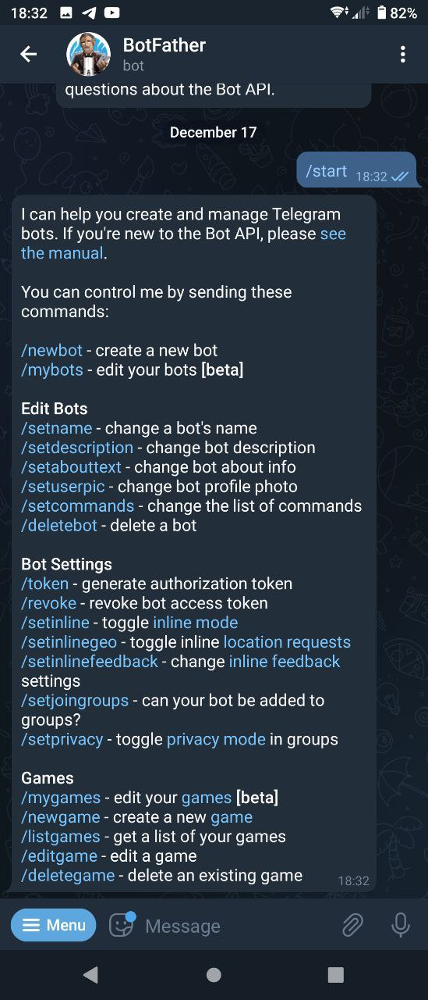 18:32
82%
BotFather
bot
questions about the Bot API.
December 17
/start 18:32
I can help you create and manage Telegram
bots. If you're new to the Bot API, please see
the manual.
You can control me by sending these
commands:
/newbot - create a new bot
/mybots - edit your bots [beta]
Edit Bots
/setname - change a bot's name
/setdescription - change bot description
/setabouttext - change bot about info
/setuserpic - change bot profile photo
/setcommands - change the list of commands
/deletebot - delete a bot
Bot Settings
/token - generate authorization token
/revoke - revoke bot access token
/setinline - toggle inline mode
/setinlinegeo - toggle inline location requests
/setinlinefeedback - change inline feedback
settings
/setjoingroups - can your bot be added to
groups?
/setprivacy - toggle privacy mode in groups
Games
/mygames - edit your games [beta]
/newgame - create a new game
/listgames - get a list of your games
/editgame - edit a game
/deletegame - delete an existing game
18:32
Menu
Message